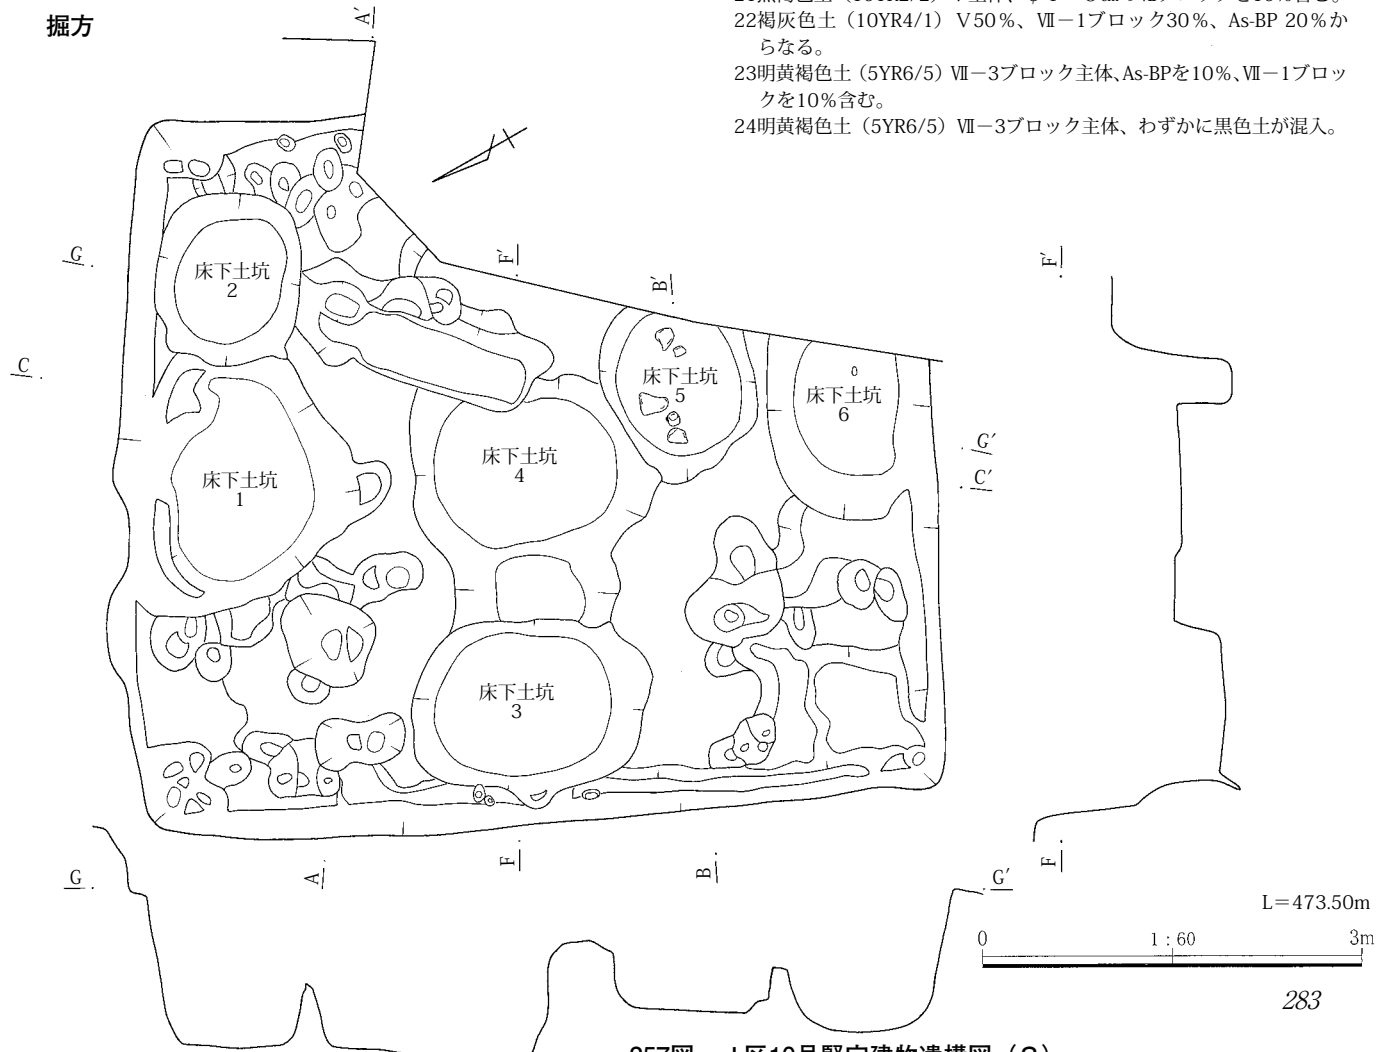 掘方
22褐灰色土（10YR4/1）Ⅴ50％、Ⅶ－1ブロック30％、As-BP 20％か
らなる。
23明黄褐色土（5YR6/5）Ⅶ－3ブロック主体、As-BPを10％、Ⅶ－1ブロッ
クを10％含む。
24明黄褐色土（5YR6/5）Ⅶ－3ブロック主体、わずかに黒色土が混入。
A′
G
C
F′
B′
F′
床下土坑
2
床下土坑
5
床下土坑
6
床下土坑
4
床下土坑
1
G′
C′
床下土坑
3
A
F
B
F
G
G′
L＝473.50m
0
1：60
3m
283